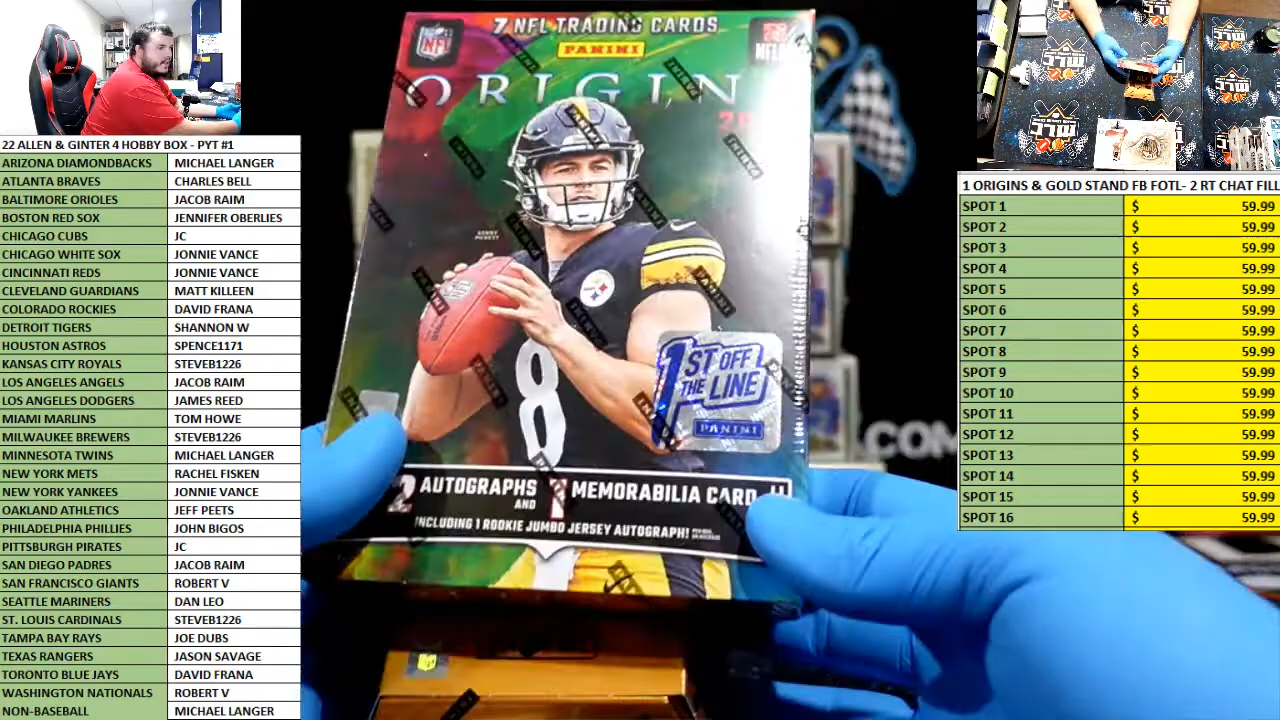 22 ALLEN & GINTER 4 HOBBY BOX - PYT #1
ARIZONA DIAMONDBACKS MICHAEL LANGER
ATLANTA BRAVES CHARLES BELL
BALTIMORE ORIOLES JACOB RAIM
BOSTON RED SOX JENNIFER OBERLIES
CHICAGO CUBS JC
CHICAGO WHITE SOX JONNIE VANCE
CINCINNATI REDS JONNIE VANCE
CLEVELAND GUARDIANS MATT KILLEEN
COLORADO ROCKIES DAVID FRANA
DETROIT TIGERS SHANNON W
HOUSTON ASTROS SPENCE1171
KANSAS CITY ROYALS STEVEB1226
LOS ANGELES ANGELS JACOB RAIM
LOS ANGELES DODGERS JAMES REED
MIAMI MARLINS TOM HOWE
MILWAUKEE BREWERS STEVEB1226
MINNESOTA TWINS MICHAEL LANGER
NEW YORK METS RACHEL FISKEN
NEW YORK YANKEES JONNIE VANCE
OAKLAND ATHLETICS JEFF PEETS
PHILADELPHIA PHILLIES JOHN BIGOS
PITTSBURGH PIRATES JC
SAN DIEGO PADRES JACOB RAIM
SAN FRANCISCO GIANTS ROBERT V
SEATTLE MARINERS DAN LEO
ST. LOUIS CARDINALS STEVEB1226
TAMPA BAY RAYS JOE DUBS
TEXAS RANGERS JASON SAVAGE
TORONTO BLUE JAYS DAVID FRANA
WASHINGTON NATIONALS ROBERT V
NON-BASEBALL MICHAEL LANGER
7 NFL TRADING CARDS
PANINI
NFL
ORIGIN
KENNY PICKETT
8
1ST OFF
THE LINE
PANINI
2 AUTOGRAPHS AND 1 MEMORABILIA CARD
INCLUDING 1 ROOKIE JUMBO JERSEY AUTOGRAPH!
.COM
1 ORIGINS & GOLD STAND FB FOTL- 2 RT CHAT FILL
SPOT 1 $ 59.99
SPOT 2 $ 59.99
SPOT 3 $ 59.99
SPOT 4 $ 59.99
SPOT 5 $ 59.99
SPOT 6 $ 59.99
SPOT 7 $ 59.99
SPOT 8 $ 59.99
SPOT 9 $ 59.99
SPOT 10 $ 59.99
SPOT 11 $ 59.99
SPOT 12 $ 59.99
SPOT 13 $ 59.99
SPOT 14 $ 59.99
SPOT 15 $ 59.99
SPOT 16 $ 59.99